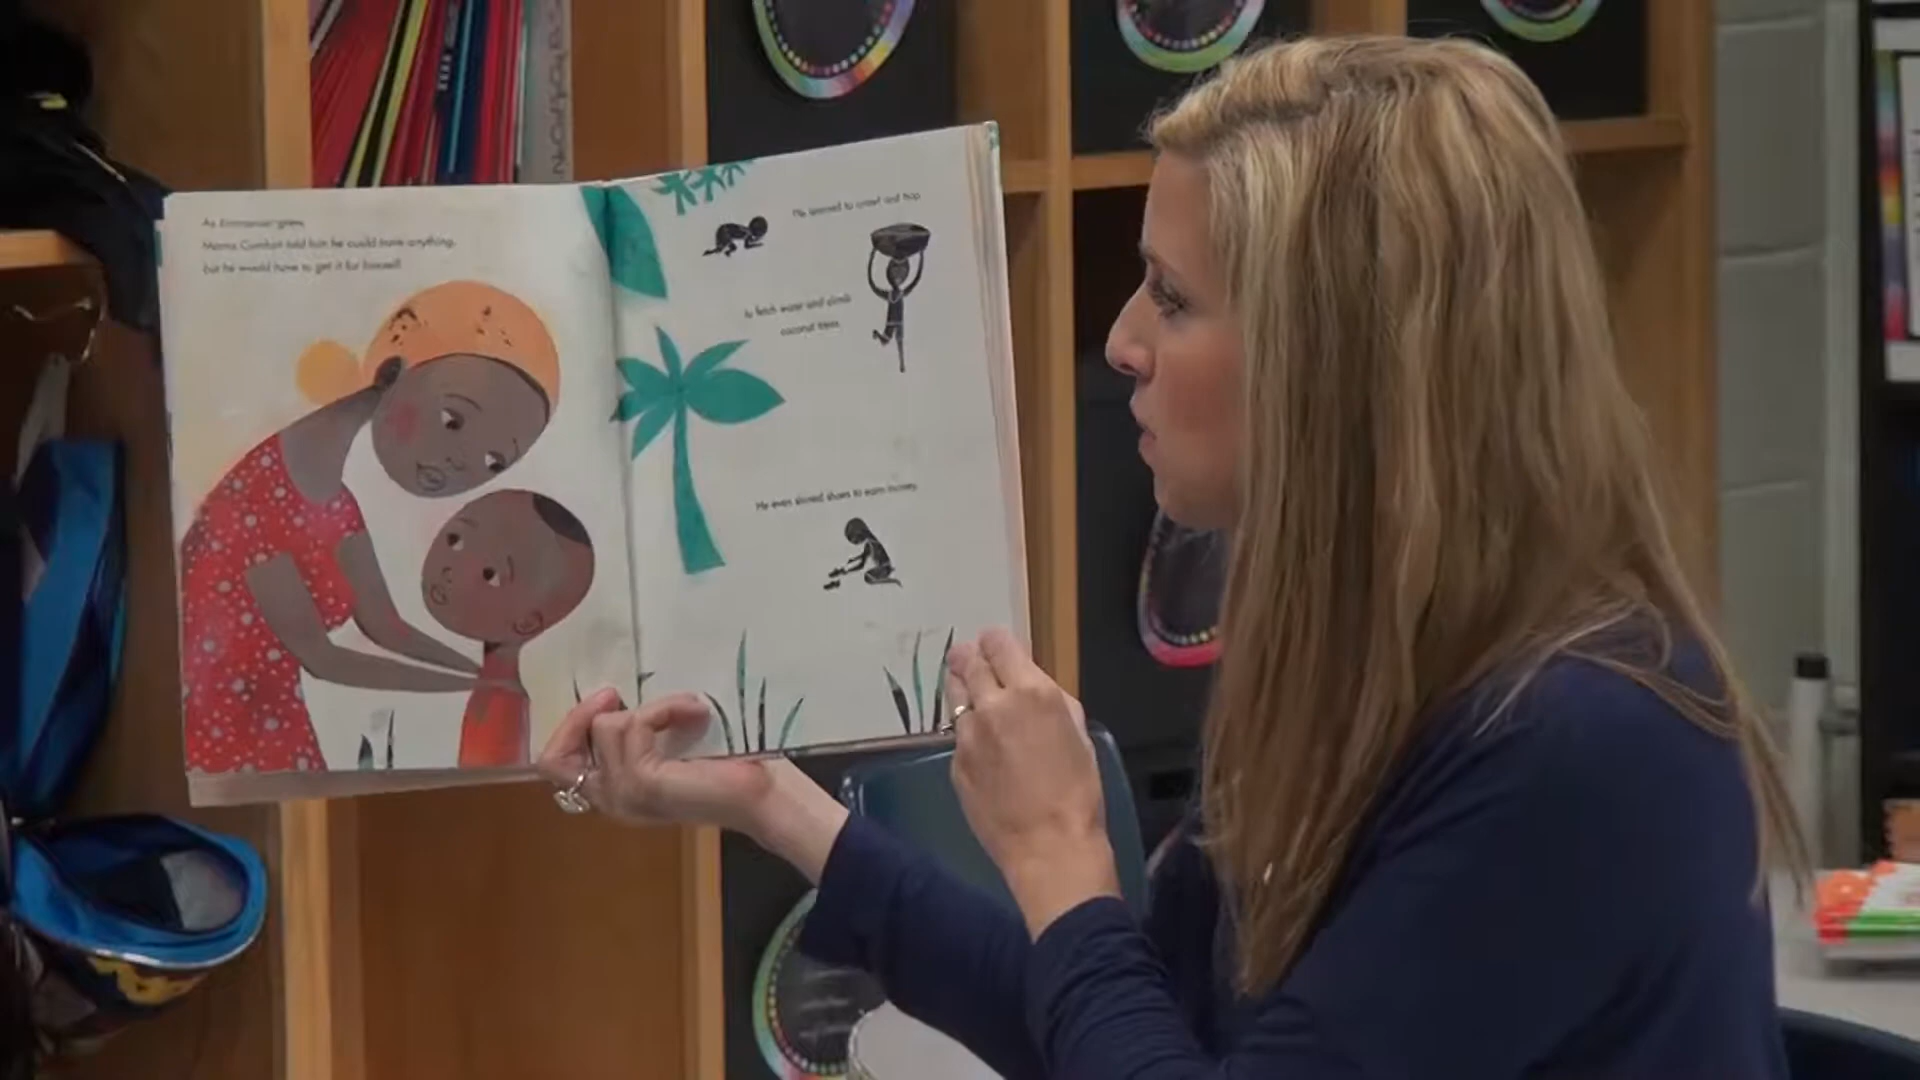 As Emmanuel grew,
Mama Comfort told him he could have anything,
but he would have to get it for himself.
He learned to crawl and hop,
to fetch water and climb
coconut trees.
He even shined shoes to earn money.